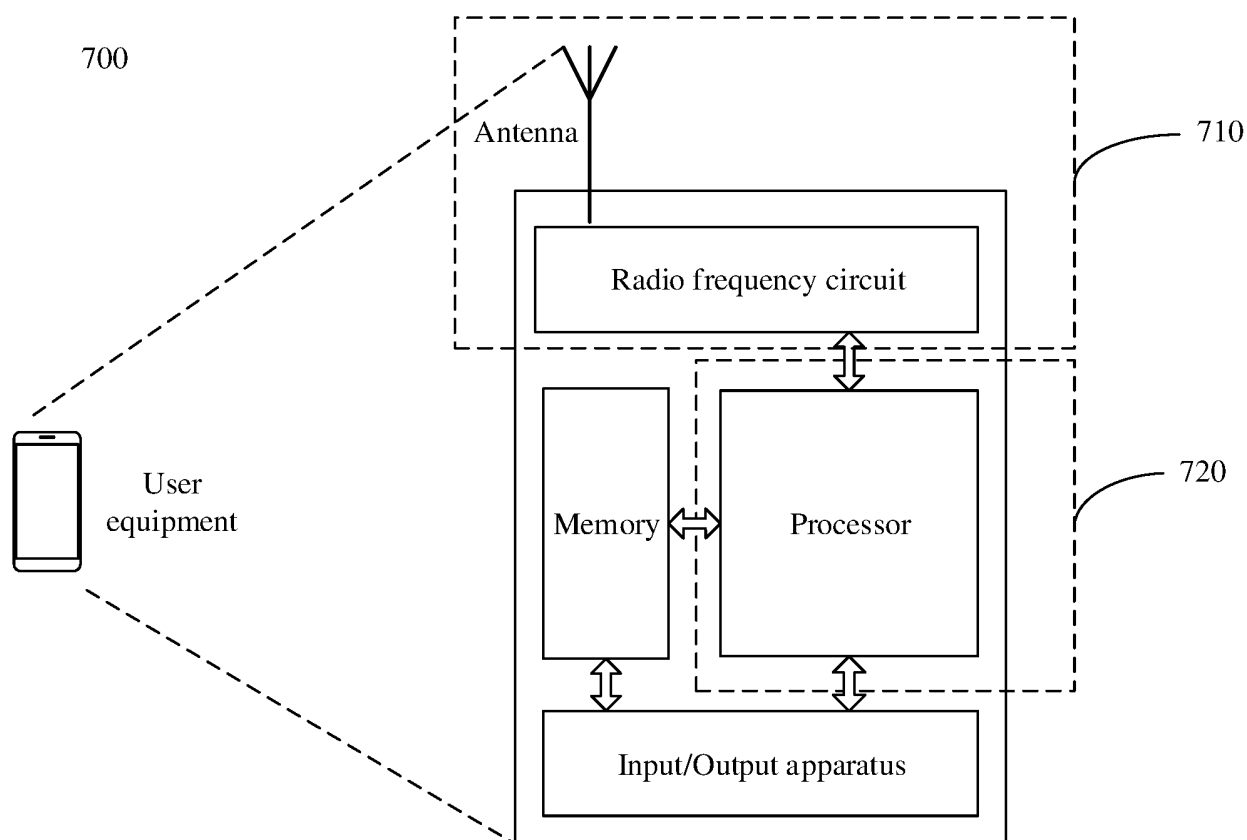 700
Antenna
710
Radio frequency circuit
User
equipment
720
Memory
Processor
Input/Output apparatus